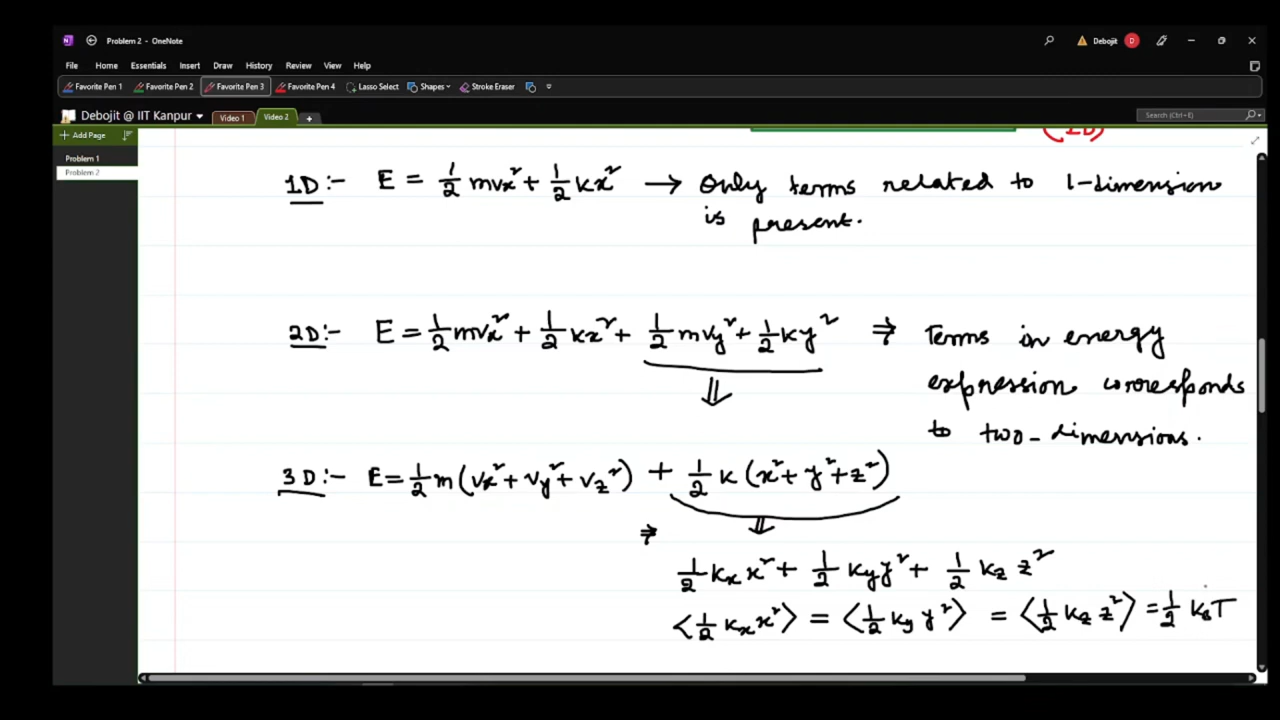 Problem 2 - OneNote
Debojit D
File Home Essentials Insert Draw History Review View Help
Favorite Pen 1 Favorite Pen 2 Favorite Pen 3 Favorite Pen 4 Lasso Select Shapes Stroke Eraser
Debojit @ IIT Kanpur Video 1 Video 2 + Search (Ctrl+E)
+ Add Page
Problem 1
Problem 2
(1D)
1D:- E = 1/2 mvx² + 1/2 kx² → Only terms related to 1-dimension
is present.
2D:- E = 1/2 mvx² + 1/2 kx² + 1/2 mvy² + 1/2 ky² ⇒ Terms in energy
expression corresponds
to two-dimensions.
3D:- E = 1/2 m(vx² + vy² + vz²) + 1/2 k(x² + y² + z²)
⇒
1/2 kx x² + 1/2 ky y² + 1/2 kz z²
⟨1/2 kx x²⟩ = ⟨1/2 ky y²⟩ = ⟨1/2 kz z²⟩ = 1/2 kBT